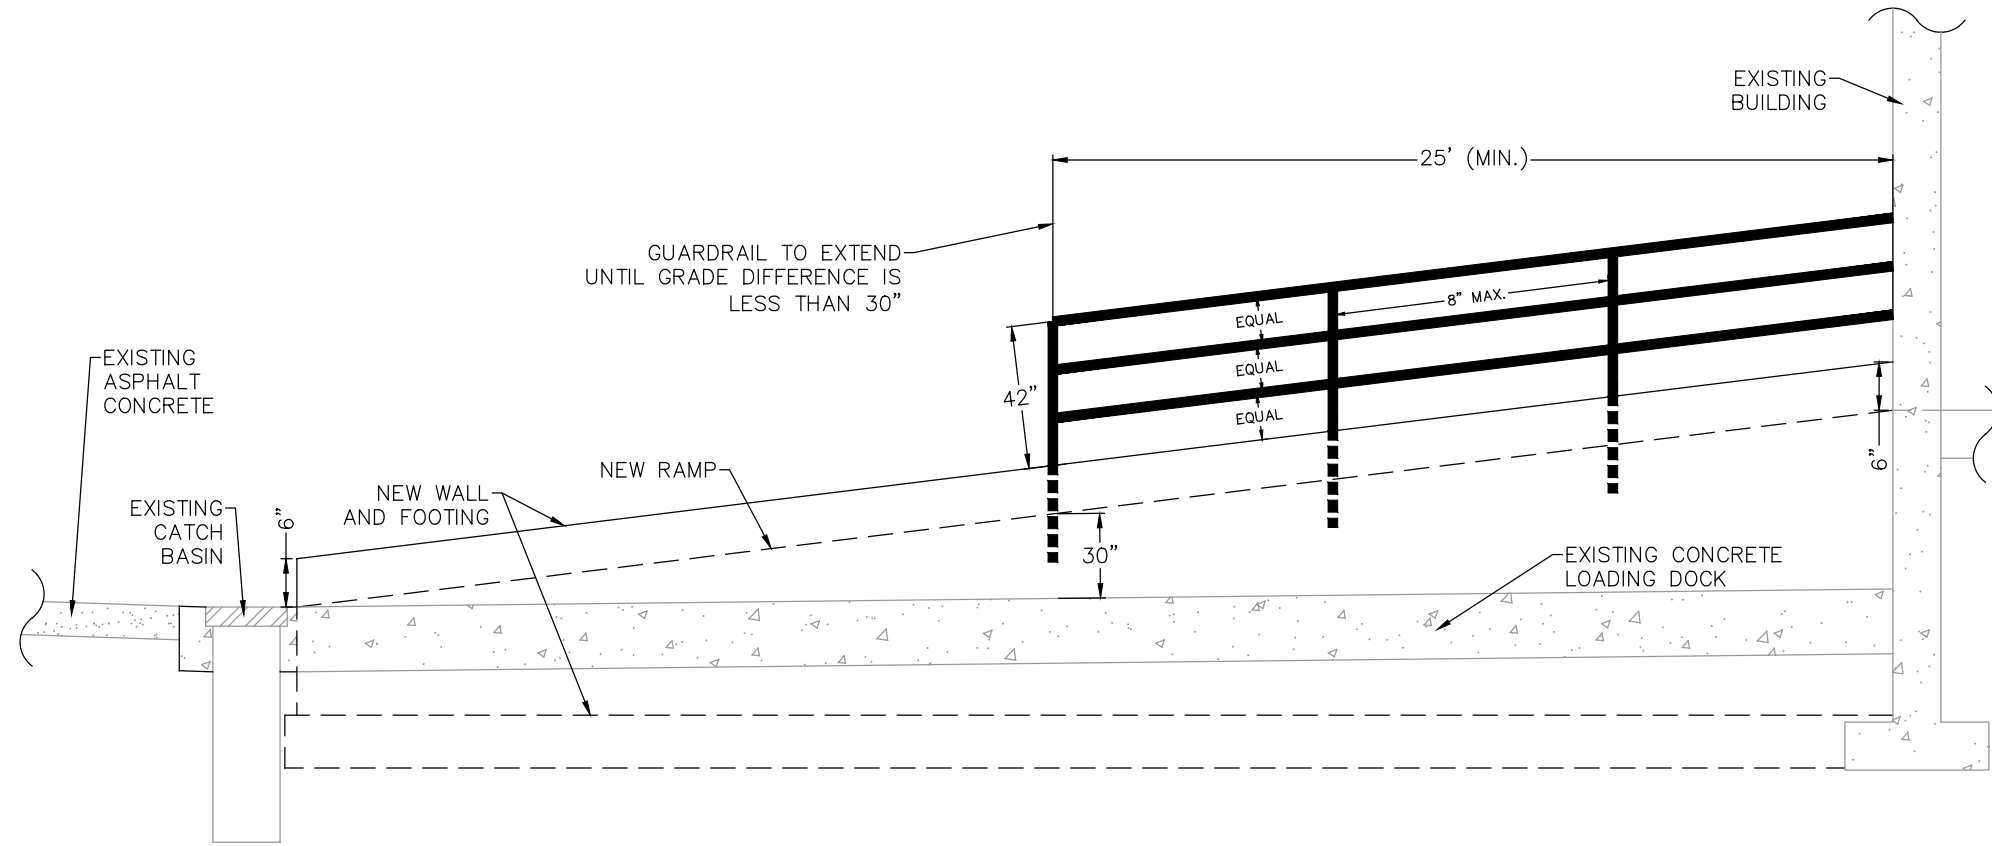 EXISTING
BUILDING
25' (MIN.)
GUARDRAIL TO EXTEND
UNTIL GRADE DIFFERENCE IS
LESS THAN 30"
8" MAX.
EQUAL
EQUAL
EQUAL
42"
EXISTING
ASPHALT
CONCRETE
6"
NEW RAMP
NEW WALL
AND FOOTING
EXISTING
CATCH
BASIN
6"
30"
EXISTING CONCRETE
LOADING DOCK